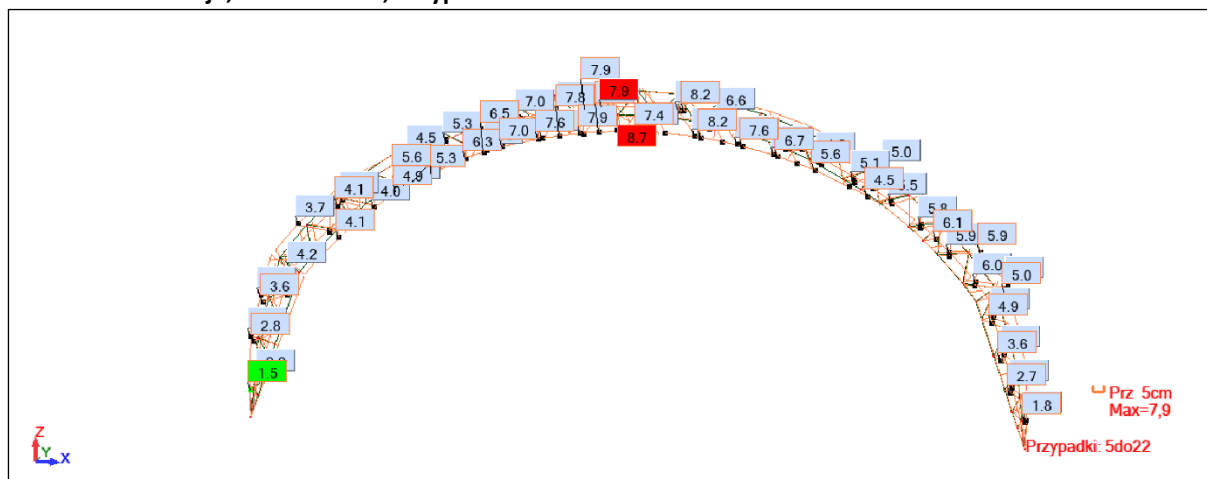 7.9
7.0 7.8 7.9 8.2 6.6
5.3 6.5 7.0 7.6 7.9 7.4 8.2 7.6 6.7
4.5 6.3 8.7
5.6 5.3 5.6 5.1 5.0
4.1 4.9 4.0 4.5
3.7 4.1 5.8
6.1
4.2 5.9 5.9
3.6 6.0 5.0
4.9
2.8
3.6
1.5 2.7
1.8
Prz 5cm
Max=7,9
Przypadki: 5do22
Z
Y
X